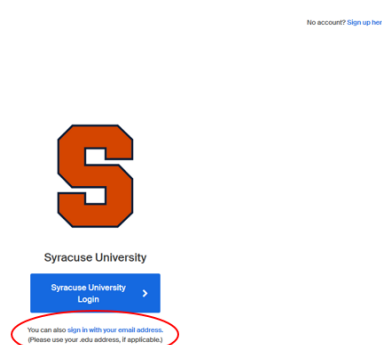 No account? Sign up her
S
Syracuse University
Syracuse University
Login
You can also sign in with your email address.
(Please use your .edu address, if applicable.)